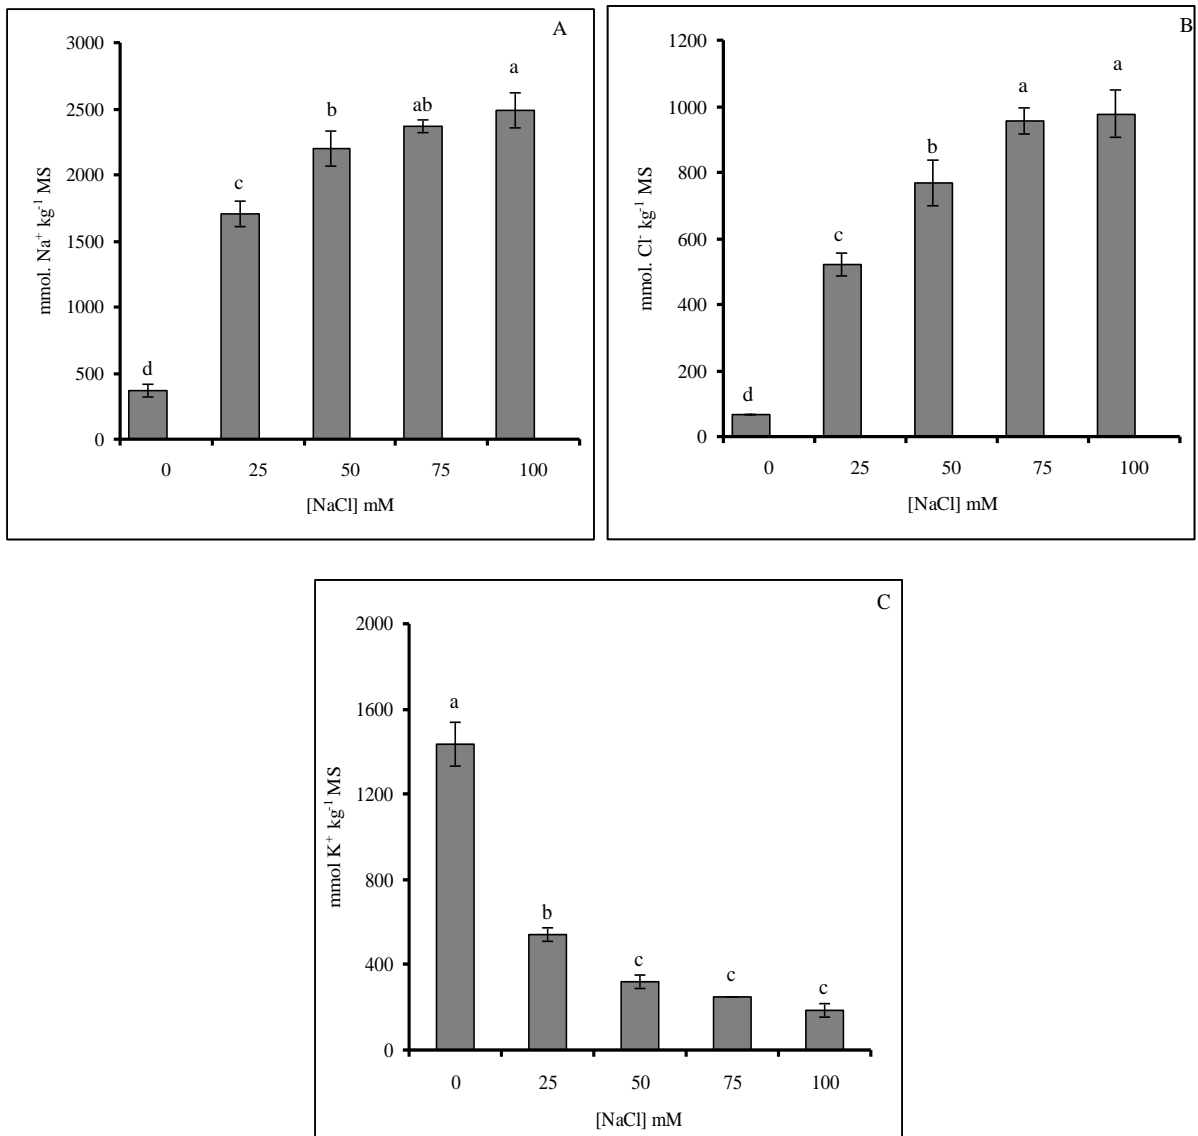 A
mmol. Na⁺ kg⁻¹ MS
3000
2500
2000
1500
1000
500
0
d
c
b
ab
a
0 25 50 75 100
[NaCl] mM
B
mmol. Cl⁻ kg⁻¹ MS
1200
1000
800
600
400
200
0
d
c
b
a
a
0 25 50 75 100
[NaCl] mM
C
mmol K⁺ kg⁻¹ MS
2000
1600
1200
800
400
0
a
b
c
c
c
0 25 50 75 100
[NaCl] mM